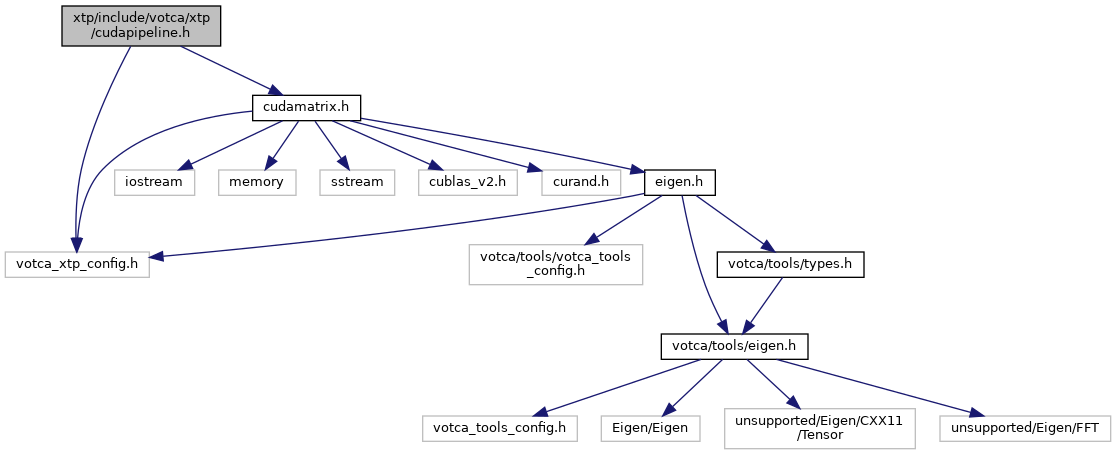 xtp/include/votca/xtp
/cudapipeline.h
cudamatrix.h
iostream
memory
sstream
cublas_v2.h
curand.h
eigen.h
votca_xtp_config.h
votca/tools/votca_tools
_config.h
votca/tools/types.h
votca/tools/eigen.h
votca_tools_config.h
Eigen/Eigen
unsupported/Eigen/CXX11
/Tensor
unsupported/Eigen/FFT